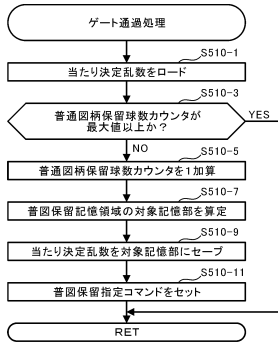 ゲート通過処理
S510-1
当たり決定乱数をロード
S510-3
普通図柄保留球数カウンタが
最大値以上か?
YES
NO
S510-5
普通図柄保留球数カウンタを1加算
S510-7
普図保留記憶領域の対象記憶部を算定
S510-9
当たり決定乱数を対象記憶部にセーブ
S510-11
普図保留指定コマンドをセット
RET